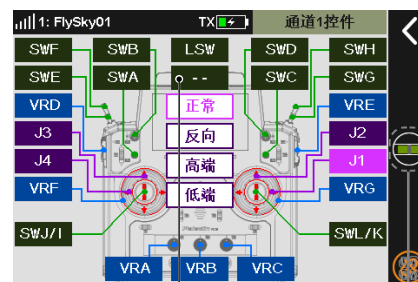 1: FlySky01 TX 通道1控件
SWF SWB LSW SWD SWH
SWE SWA -- SWC SWG
VRD 正常 VRE
J3 反向 J2
J4 高端 J1
VRF 低端 VRG
SWJ/I SWL/K
VRA VRB VRC